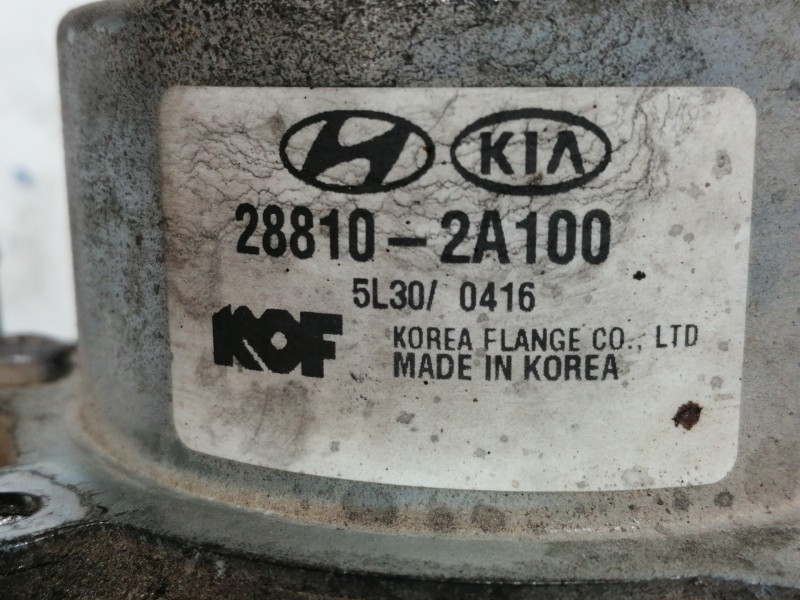 KIA
28810-2A100
5L30/ 0416
KOF KOREA FLANGE CO., LTD
MADE IN KOREA